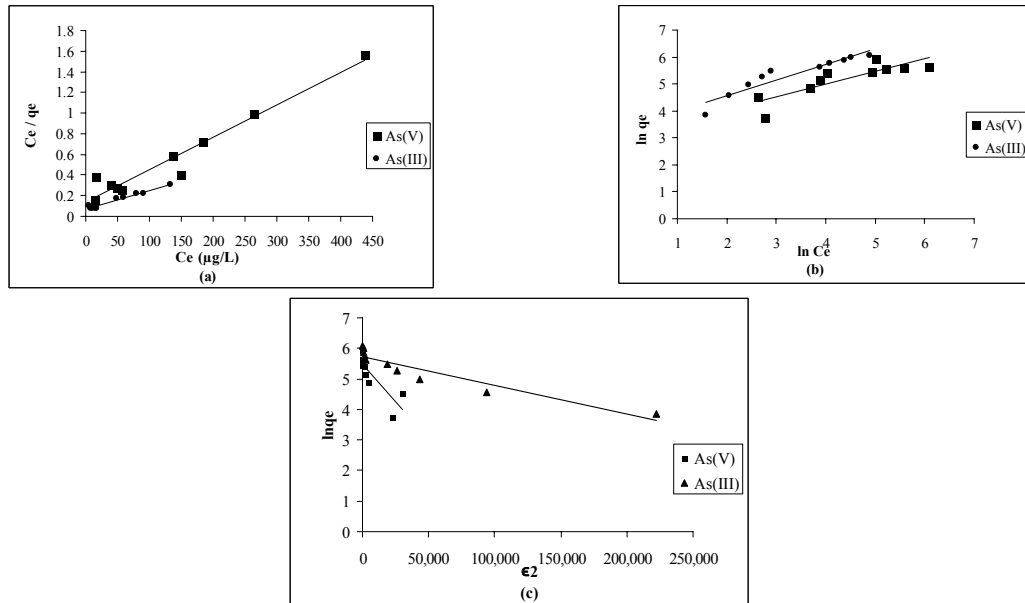 Ce / qe
1.8
1.6
1.4
1.2
1
0.8
0.6
0.4
0.2
0
0 50 100 150 200 250 300 350 400 450
Ce (µg/L)
(a)
As(V)
As(III)
ln qe
7
6
5
4
3
2
1
0
1 2 3 4 5 6 7
ln Ce
(b)
As(V)
As(III)
lnqe
7
6
5
4
3
2
1
0
0 50,000 100,000 150,000 200,000 250,000
ϵ2
(c)
As(V)
As(III)